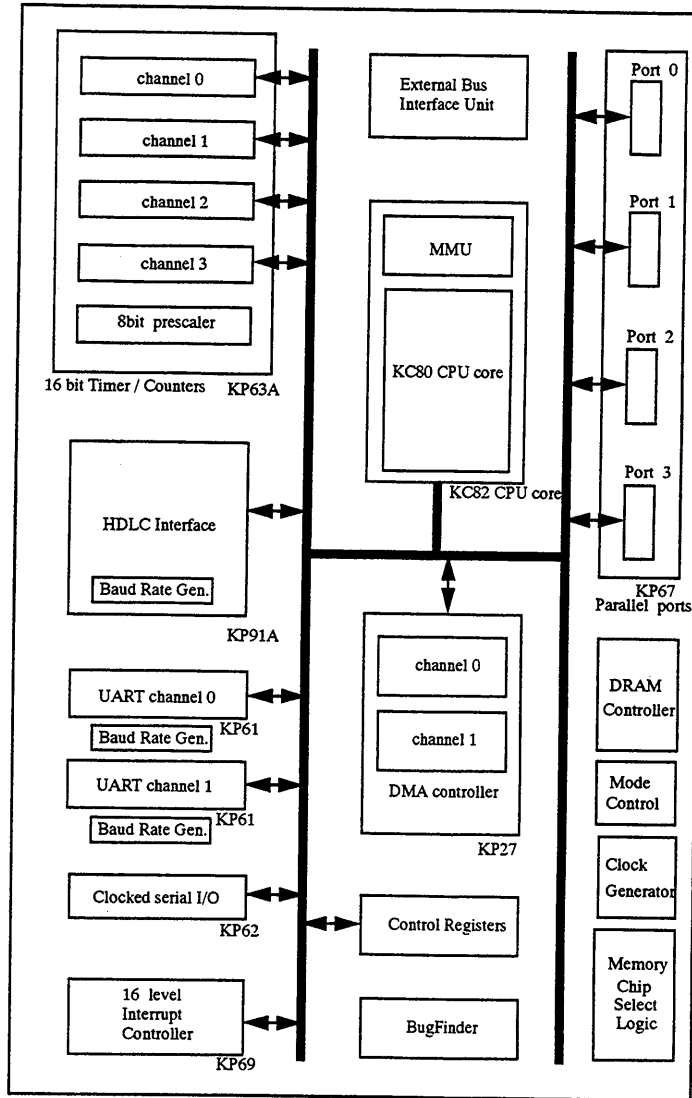 channel 0
channel 1
channel 2
channel 3
8bit prescaler
16 bit Timer / Counters
KP63A
HDLC Interface
Baud Rate Gen.
KP91A
UART channel 0
KP61
Baud Rate Gen.
UART channel 1
KP61
Baud Rate Gen.
Clocked serial I/O
KP62
16 level
Interrupt
Controller
KP69
External Bus
Interface Unit
MMU
KC80 CPU core
KC82 CPU core
channel 0
channel 1
DMA controller
KP27
Control Registers
BugFinder
Port 0
Port 1
Port 2
Port 3
KP67
Parallel ports
DRAM
Controller
Mode
Control
Clock
Generator
Memory
Chip
Select
Logic